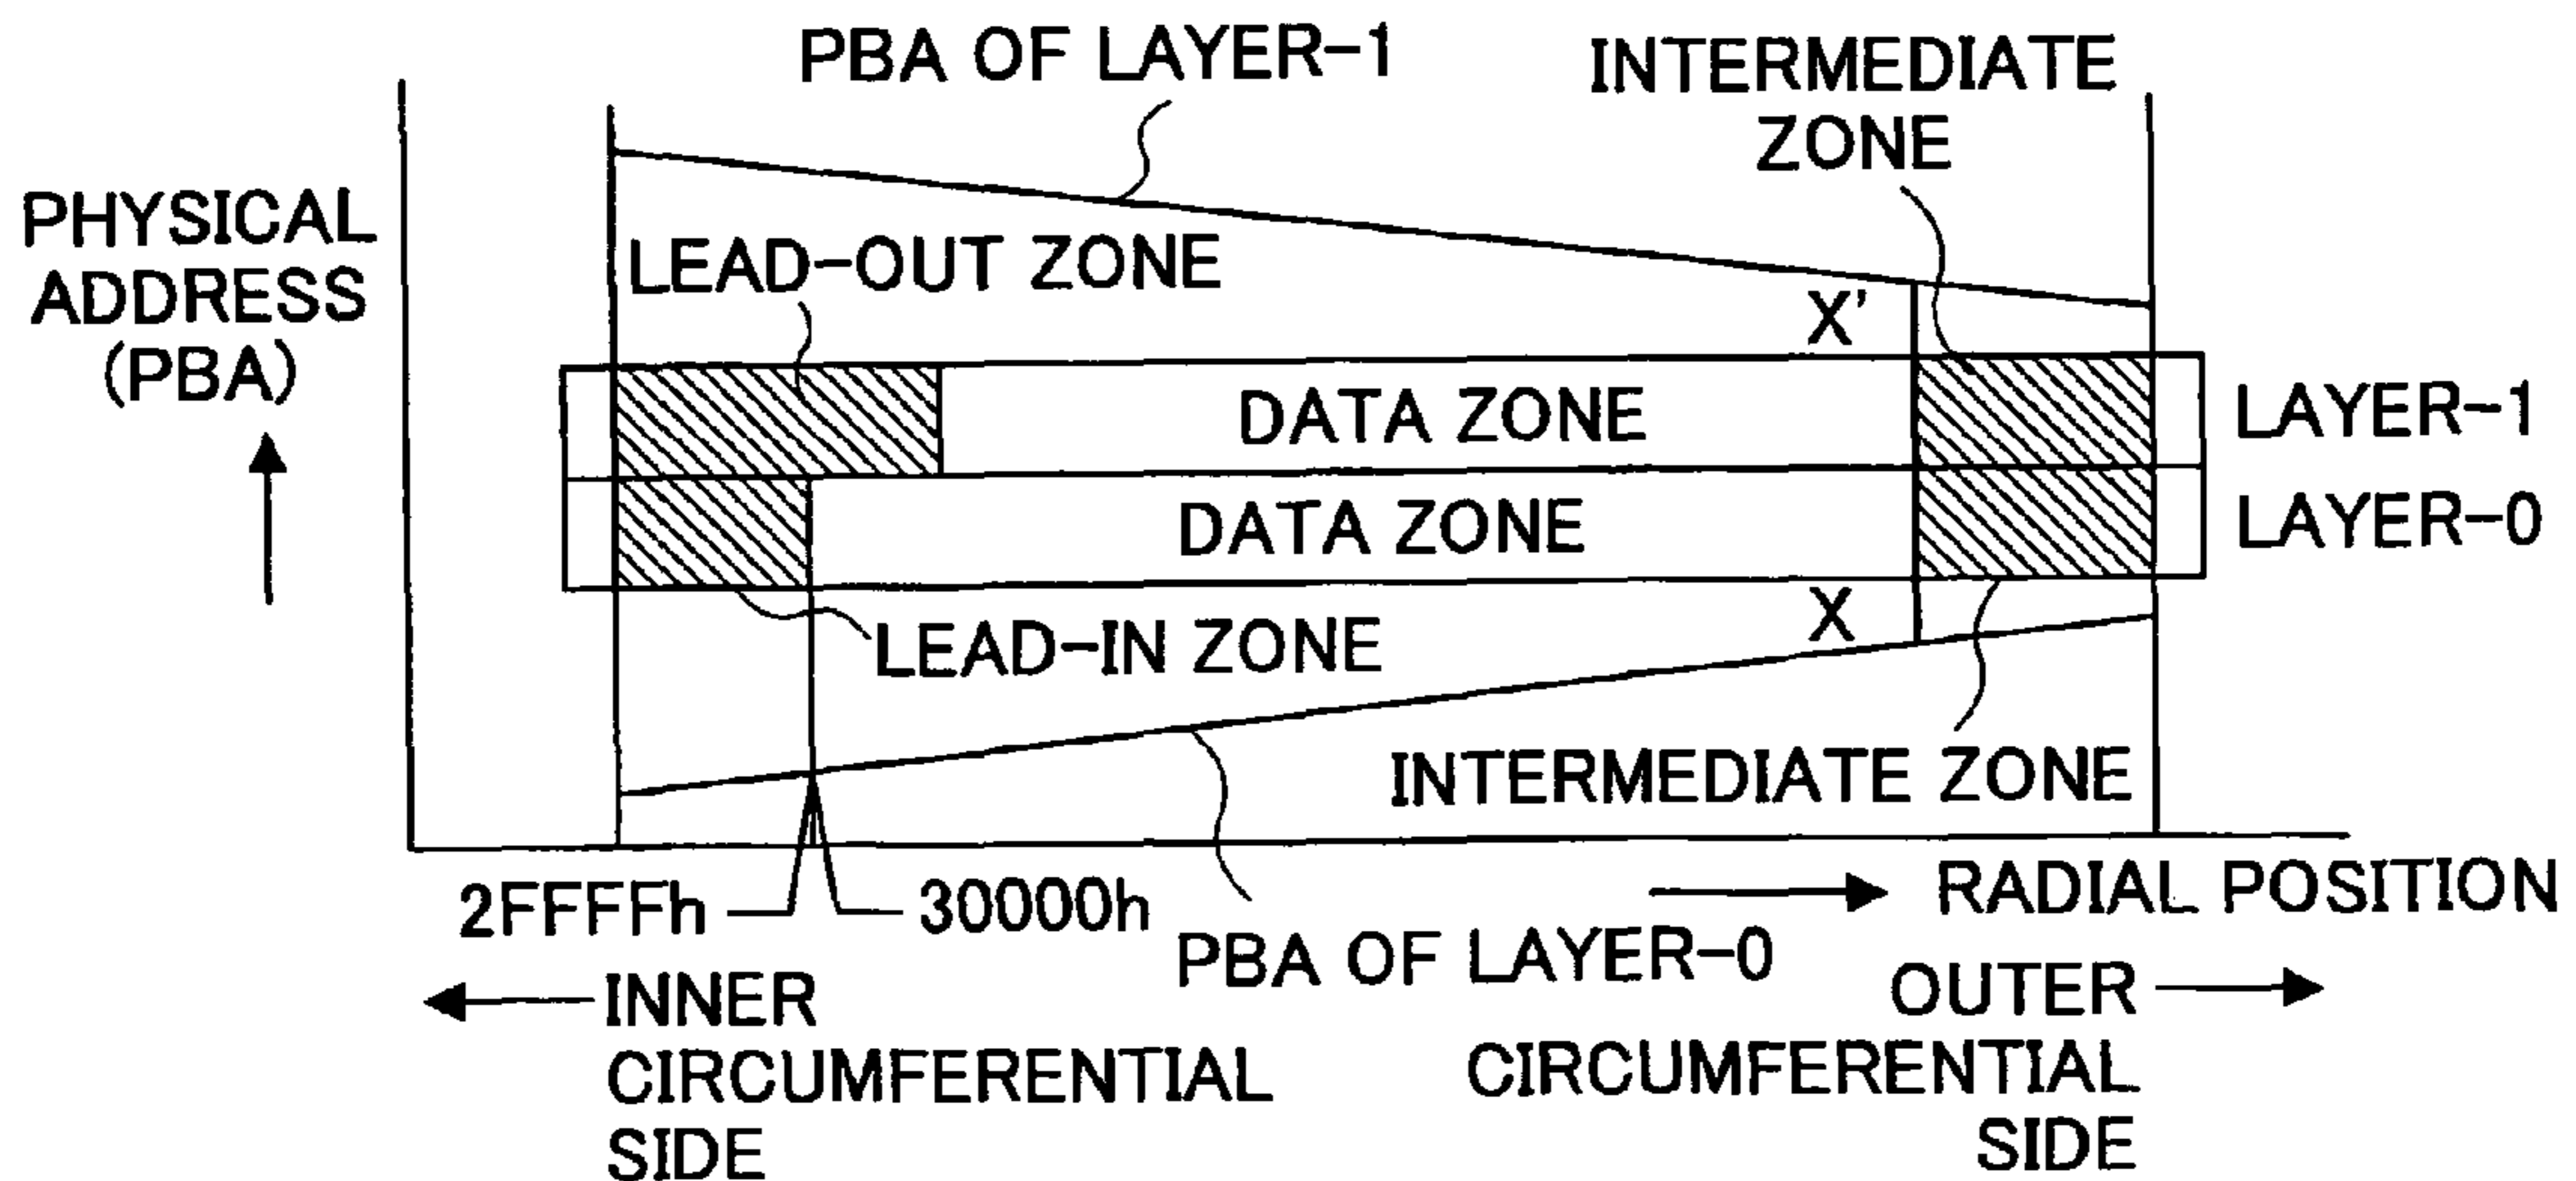 PBA OF LAYER-1
INTERMEDIATE
ZONE
PHYSICAL
ADDRESS
(PBA)
LEAD-OUT ZONE
X'
DATA ZONE
LAYER-1
DATA ZONE
LAYER-0
X
LEAD-IN ZONE
INTERMEDIATE ZONE
2FFFFh
30000h
RADIAL POSITION
PBA OF LAYER-0
INNER
CIRCUMFERENTIAL
SIDE
OUTER
CIRCUMFERENTIAL
SIDE